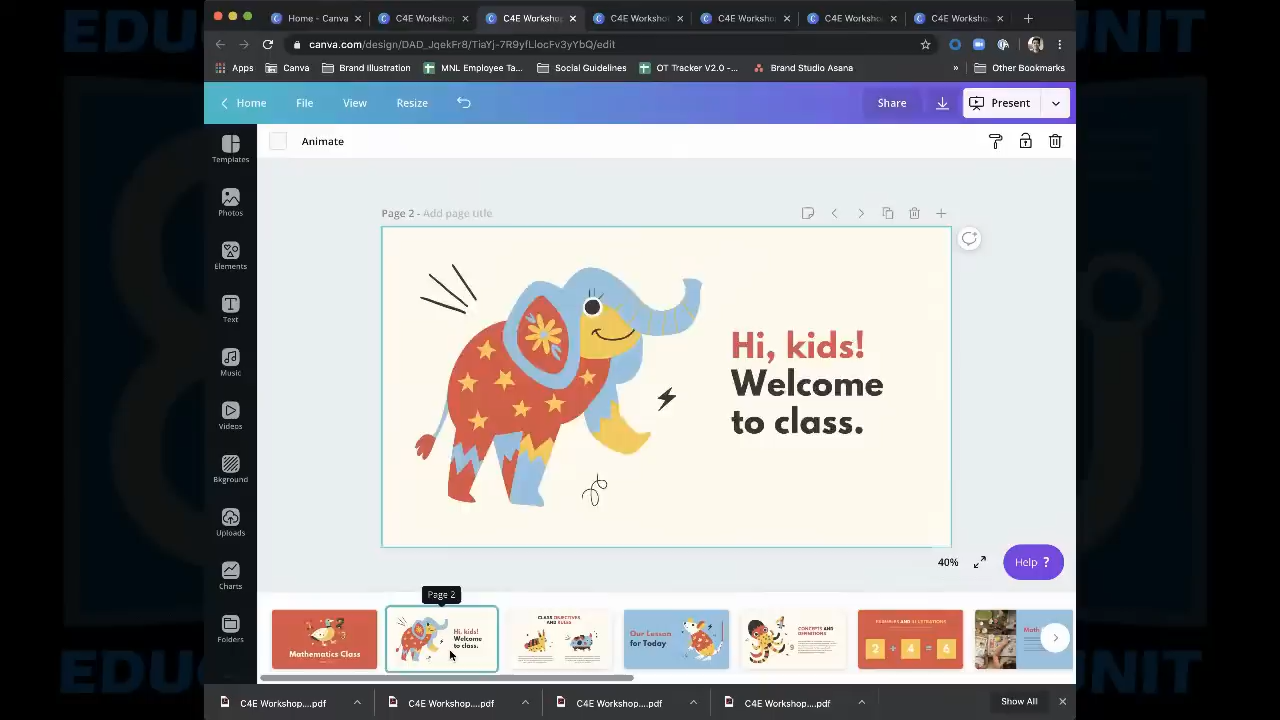 EDUC
UNIT
Home - Canva
C4E Worksho
C4E Worksho
C4E Worksho
C4E Worksho
C4E Worksho
C4E Worksho
canva.com/design/DAD_JqekFr8/TiaYj-7R9yfLlocFv3yYbQ/edit
Apps
Canva
Brand Illustration
MNL Employee Ta...
Social Guidelines
OT Tracker V2.0 -...
Brand Studio Asana
»
Other Bookmarks
Home
File
View
Resize
Share
Present
Templates
Photos
Elements
Text
Music
Videos
Bkground
Uploads
Charts
Folders
Animate
Page 2 - Add page title
Hi, kids!
Welcome
to class.
40%
Help ?
Page 2
Mathematics Class
Hi, kids!
Welcome
to class.
CLASS OBJECTIVES
AND RULES
Our Lesson
for Today
CONCEPTS AND
DEFINITIONS
EXAMPLES AND ILLUSTRATIONS
2 + 4 = 6
Math
EDU
UNIT
C4E Workshop....pdf
C4E Workshop....pdf
C4E Workshop....pdf
C4E Workshop....pdf
Show All